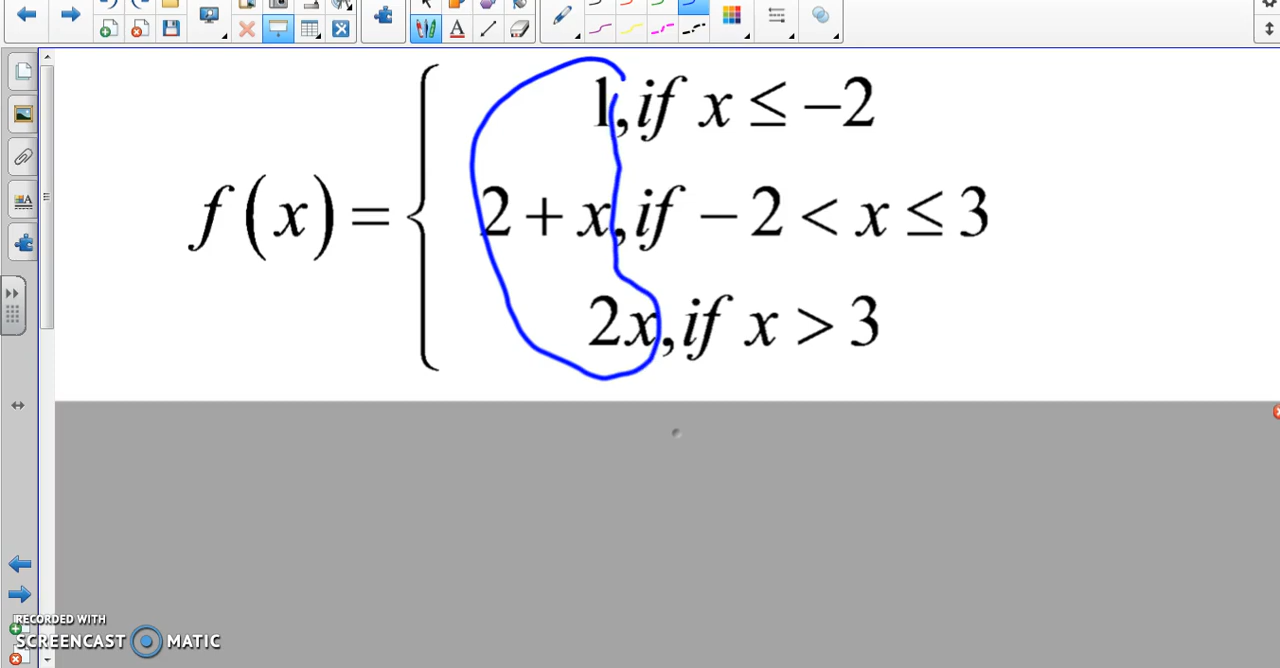 1, if x ≤ −2
f(x) = { 2 + x, if − 2 < x ≤ 3
2x, if x > 3
RECORDED WITH
SCREENCAST MATIC